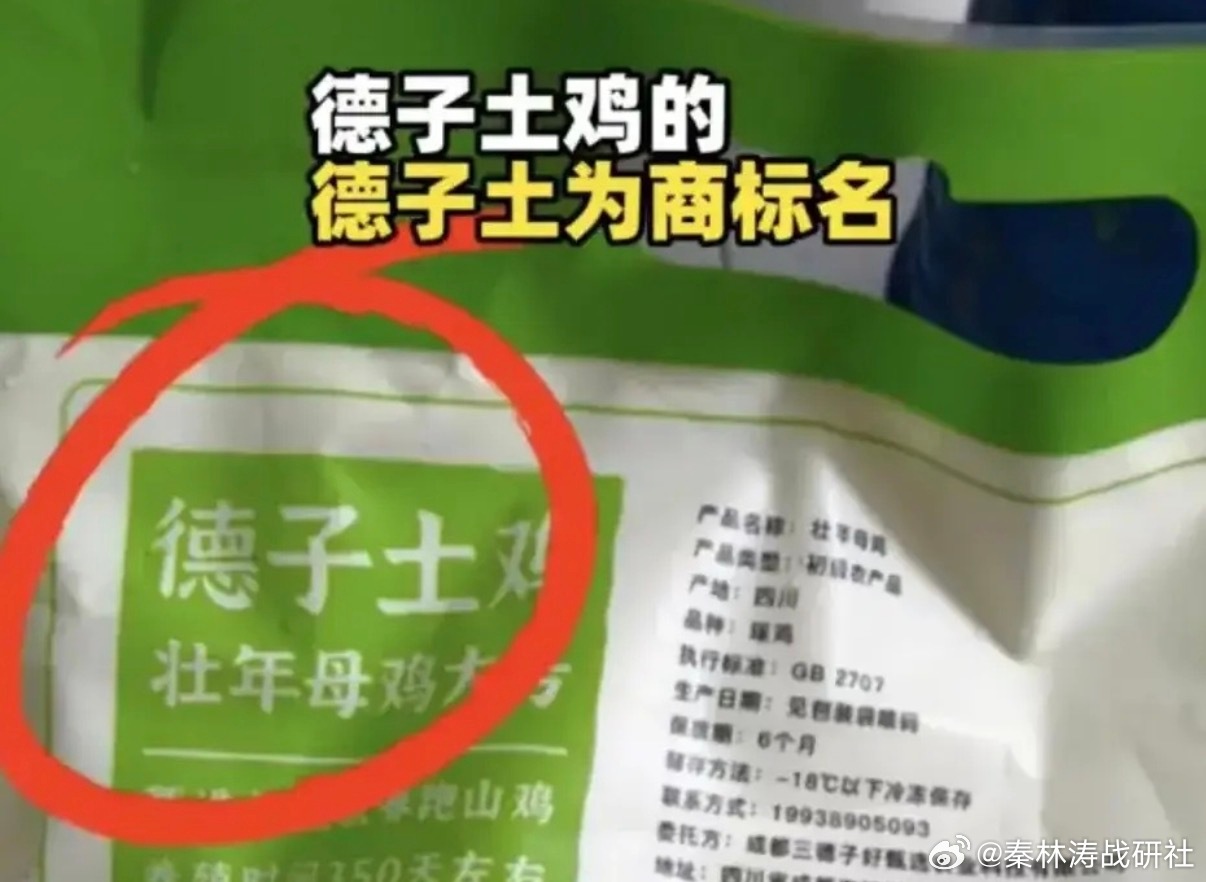 德子土鸡的
德子土为商标名
德子土鸡
壮年母鸡
跑山鸡
左右
产品名称：壮年母鸡
产品类型：初级农产品
产地：四川
品种：鸡
执行标准：GB 2707
生产日期：见包装袋喷码
保质期：6个月
储存方法：-18℃以下冷冻保存
联系方式：19938905093
委托方：成都三德子好甄选
地址：四川
@秦林涛战研社